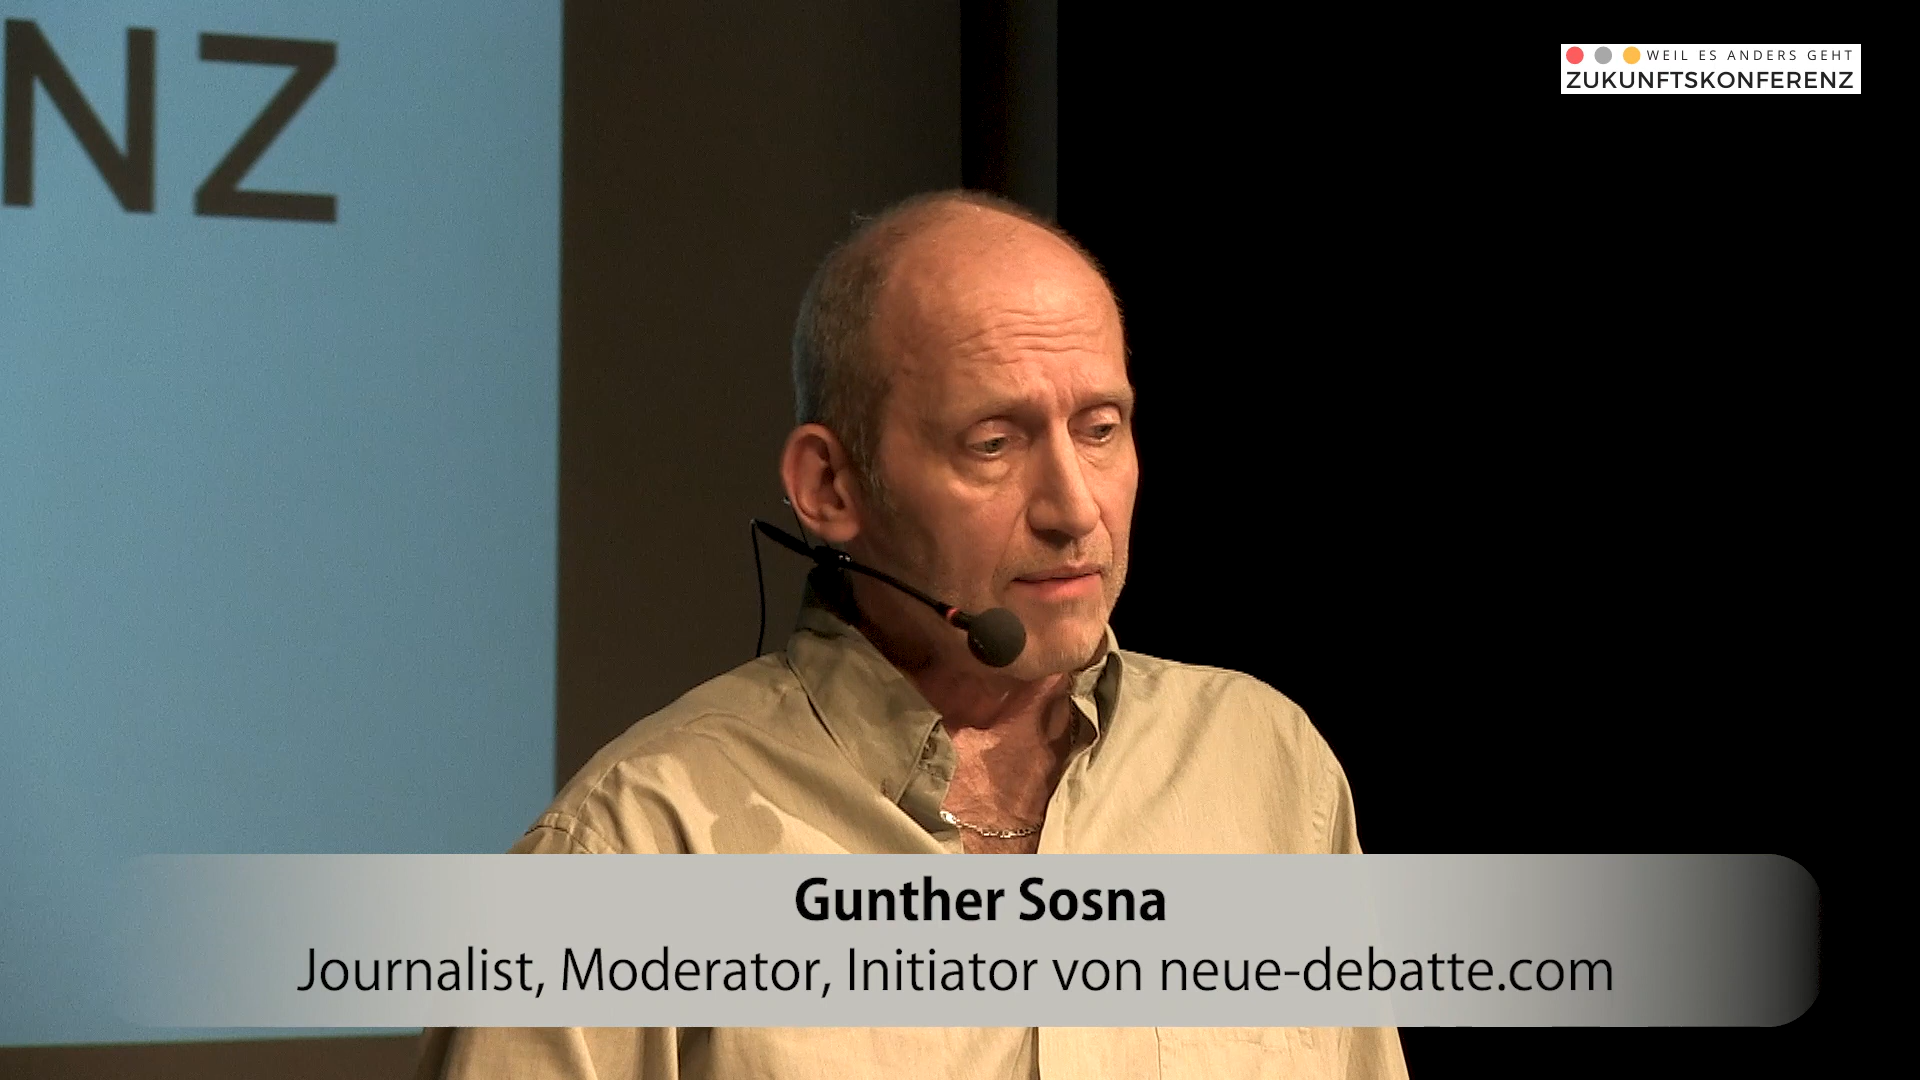 NZ
WEIL ES ANDERS GEHT
ZUKUNFTSKONFERENZ
Gunther Sosna
Journalist, Moderator, Initiator von neue-debatte.com